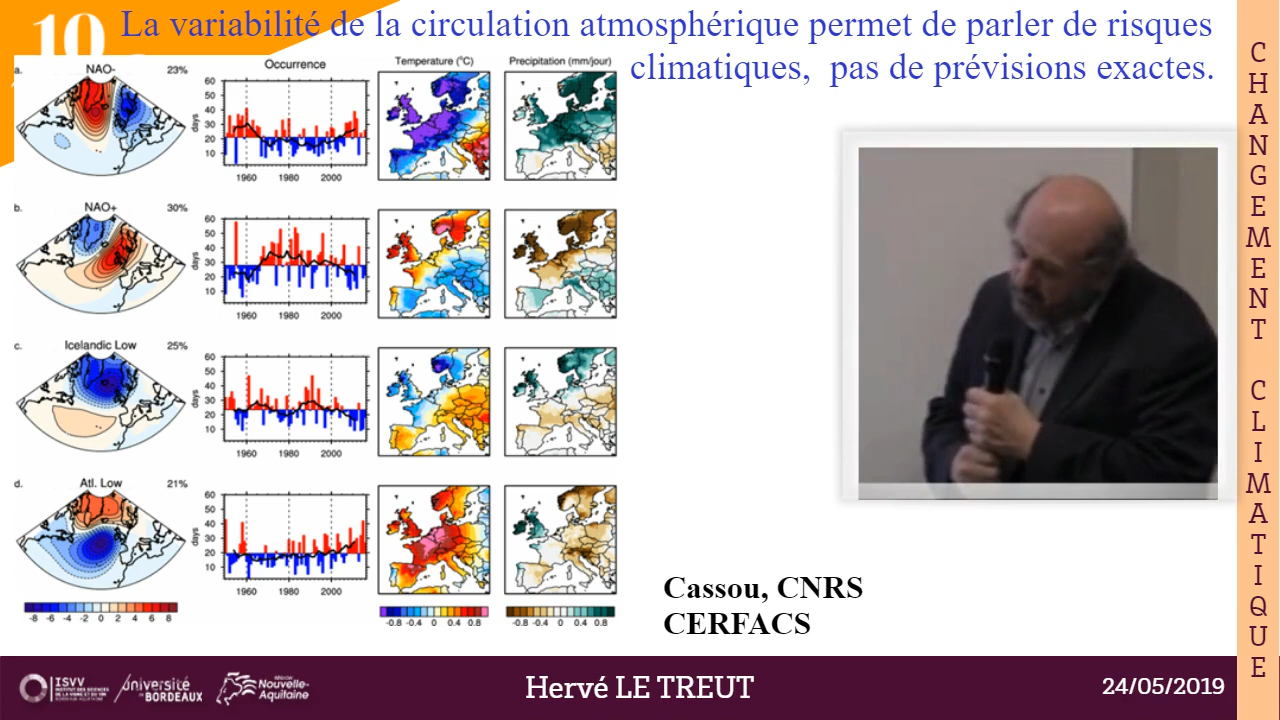 10
La variabilité de la circulation atmosphérique permet de parler de risques
climatiques, pas de prévisions exactes.
Occurrence
Temperature (°C)
Precipitation (mm/jour)
a.
NAO-
23%
60
50
40
30
20
10
days
1960 1980 2000
b.
NAO+
30%
60
50
40
30
20
10
days
1960 1980 2000
c.
Icelandic Low
25%
60
50
40
30
20
10
days
1960 1980 2000
d.
Atl. Low
21%
60
50
40
30
20
10
days
1960 1980 2000
-8 -6 -4 -2 0 2 4 6 8
-0.8 -0.4 0 0.4 0.8
-0.8 -0.4 0 0.4 0.8
Cassou, CNRS
CERFACS
CHANGEMENT CLIMATIQUE
ISVV
INSTITUT DES SCIENCES
DE LA VIGNE ET DU VIN
université
de BORDEAUX
Nouvelle-
Aquitaine
Hervé LE TREUT
24/05/2019